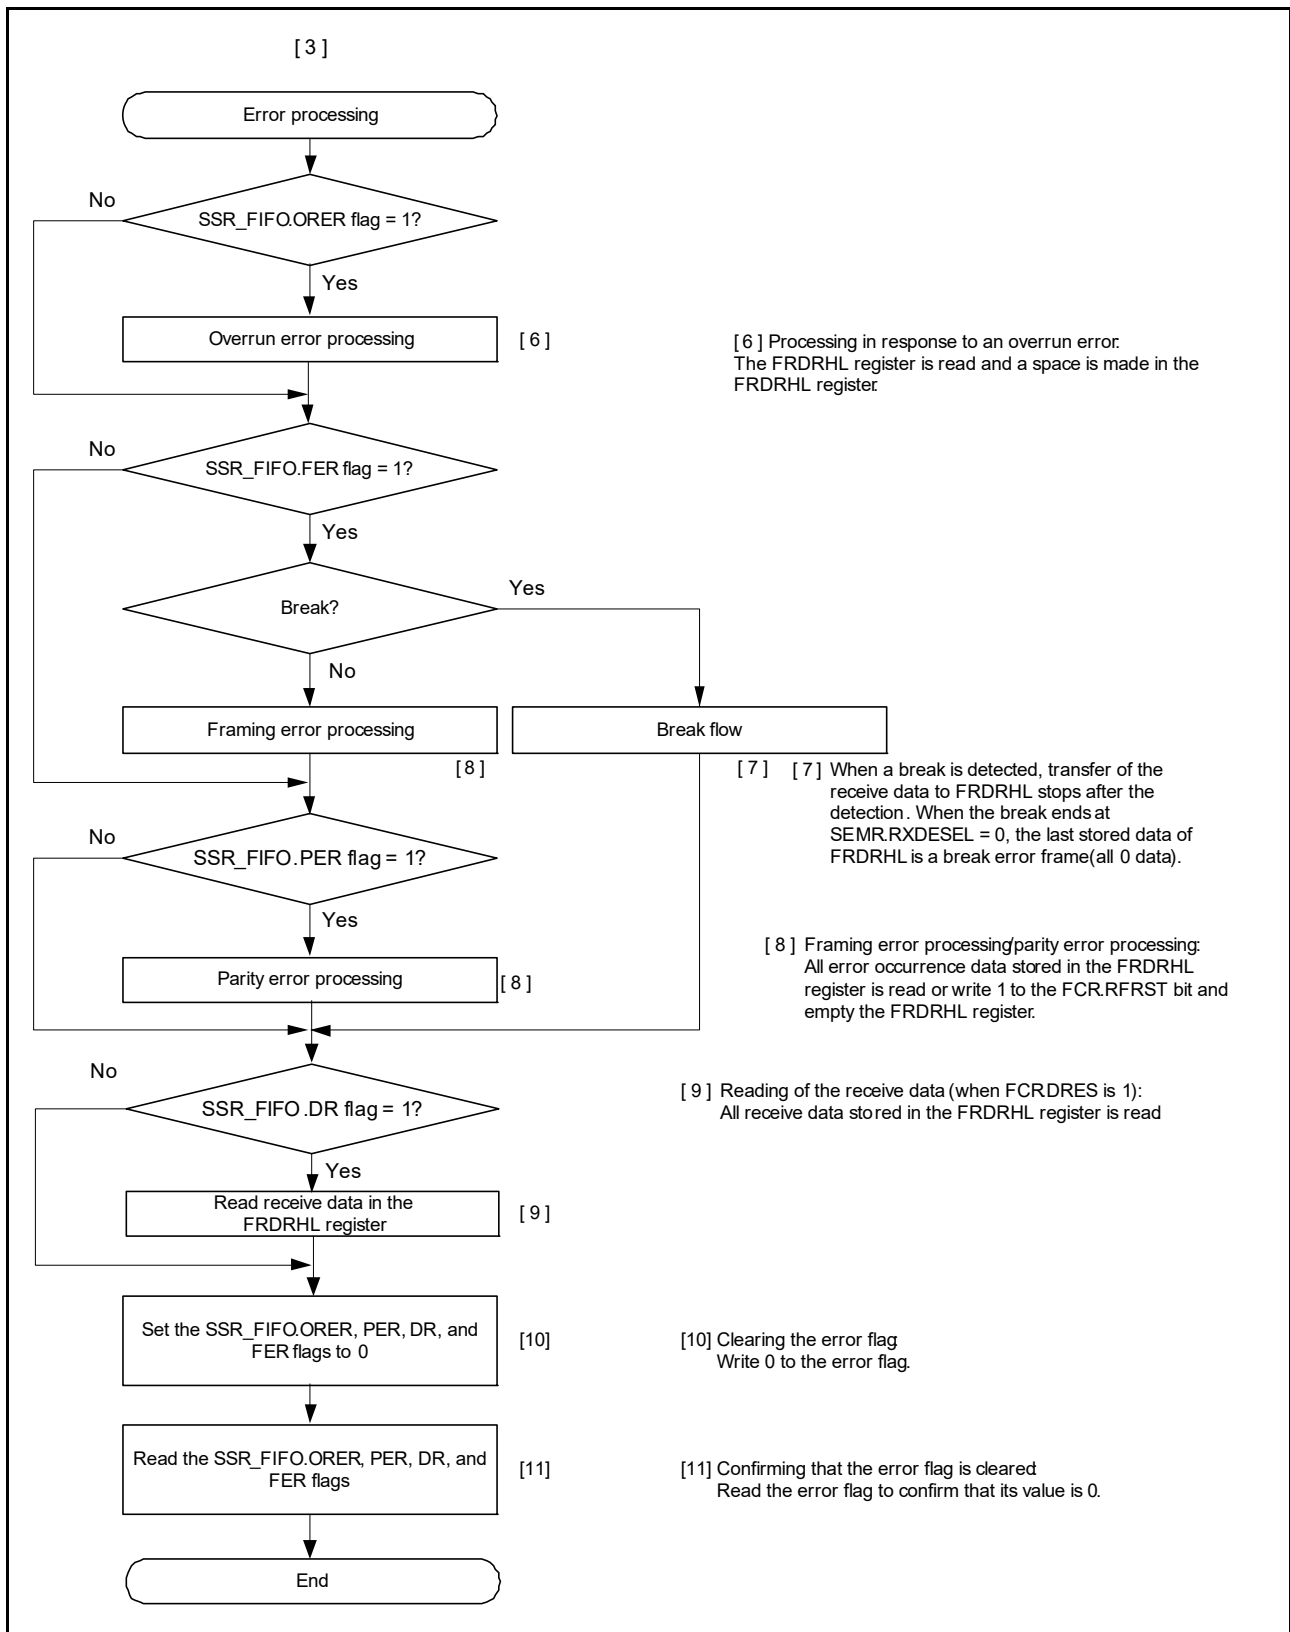 [ 3 ]
Error processing
No
SSR_FIFO.ORER flag = 1?
Yes
Overrun error processing
[ 6 ]
[ 6 ] Processing in response to an overrun error:
The FRDRHL register is read and a space is made in the
FRDRHL register.
No
SSR_FIFO.FER flag = 1?
Yes
Break?
Yes
No
Framing error processing
[ 8 ]
Break flow
[ 7 ]
[ 7 ] When a break is detected, transfer of the
receive data to FRDRHL stops after the
detection. When the break ends at
SEMR.RXDESEL = 0, the last stored data of
FRDRHL is a break error frame(all 0 data).
No
SSR_FIFO.PER flag = 1?
Yes
Parity error processing
[ 8 ]
[ 8 ] Framing error processing/parity error processing:
All error occurrence data stored in the FRDRHL
register is read or write 1 to the FCR.RFRST bit and
empty the FRDRHL register.
No
SSR_FIFO.DR flag = 1?
Yes
Read receive data in the
FRDRHL register
[ 9 ]
[ 9 ] Reading of the receive data (when FCR.DRES is 1):
All receive data stored in the FRDRHL register is read
Set the SSR_FIFO.ORER, PER, DR, and
FER flags to 0
[10]
[10] Clearing the error flag:
Write 0 to the error flag.
Read the SSR_FIFO.ORER, PER, DR, and
FER flags
[11]
[11] Confirming that the error flag is cleared:
Read the error flag to confirm that its value is 0.
End